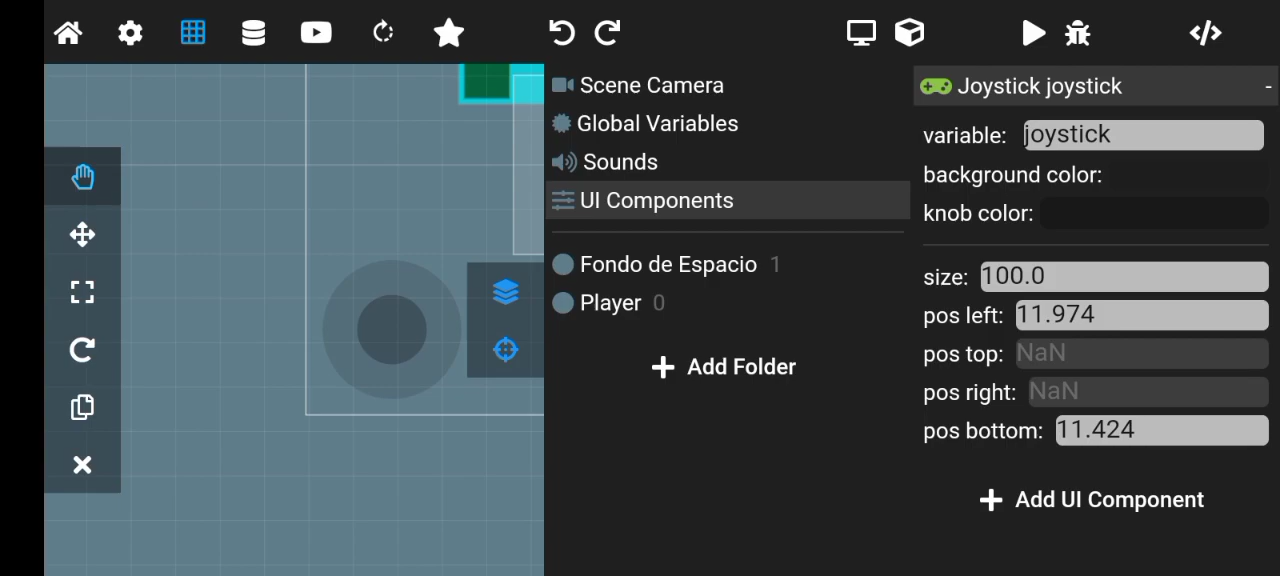 Scene Camera
Global Variables
Sounds
UI Components
Fondo de Espacio 1
Player 0
Add Folder
Joystick joystick -
variable: joystick
background color:
knob color:
size: 100.0
pos left: 11.974
pos top: NaN
pos right: NaN
pos bottom: 11.424
Add UI Component